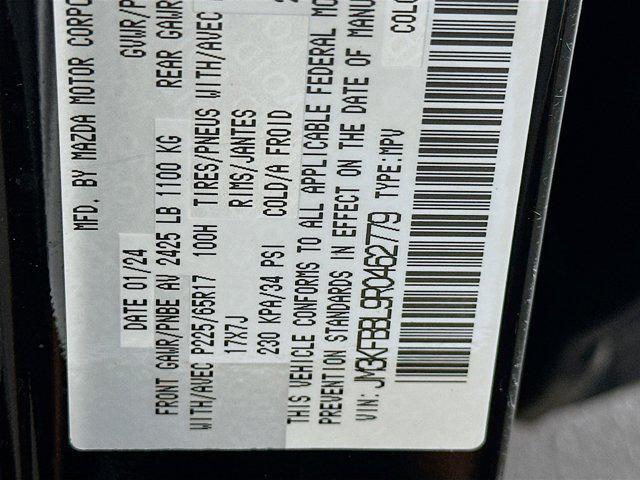 MFD. BY MAZDA MOTOR CORPO
DATE 01/24 GVWR/P
FRONT GAWR/PNBE AV 2425 LB 1100 KG REAR GAWR
WITH/AVEC P225/65R17 100H TIRES/PNEUS WITH/AVEC
17X7J RIMS/JANTES
230 KPA/34 PSI COLD/A FROID
THIS VEHICLE CONFORMS TO ALL APPLICABLE FEDERAL MO
PREVENTION STANDARDS IN EFFECT ON THE DATE OF MANU
VIN: JM3KFBBL9R0462779 TYPE: MPV COLO